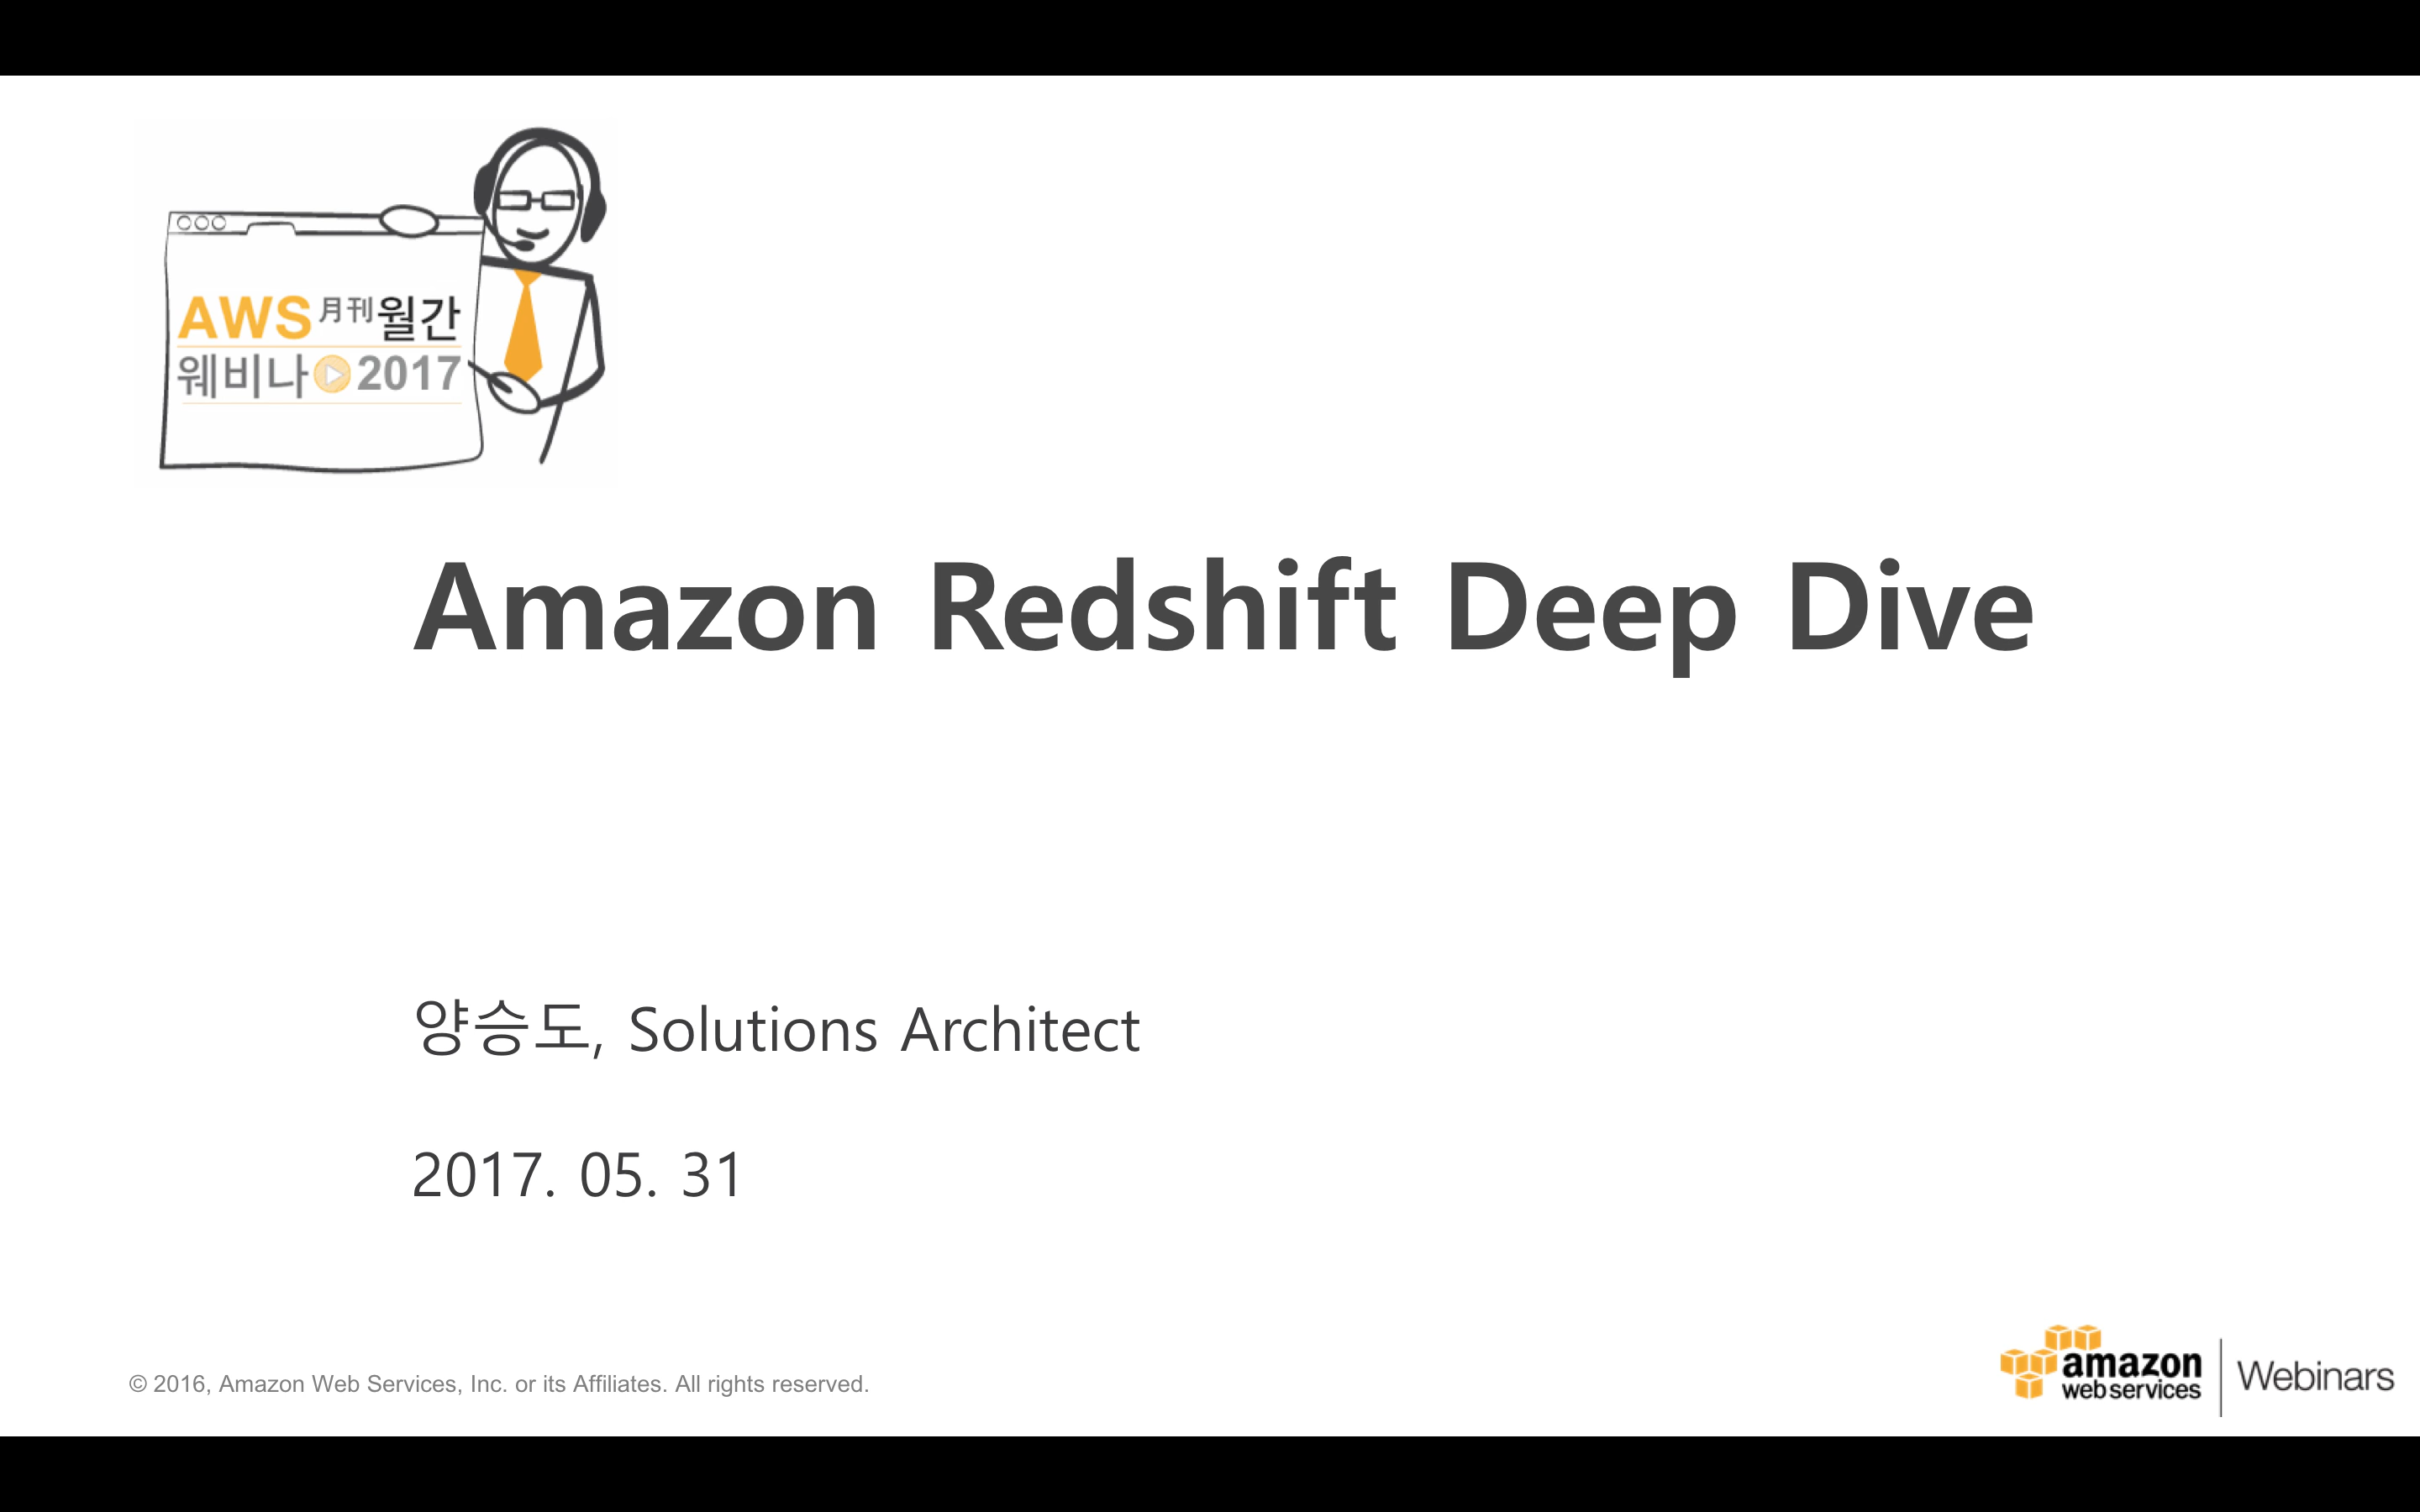 AWS 月刊 월간
웨비나 2017
Amazon Redshift Deep Dive
양승도, Solutions Architect
2017. 05. 31
© 2016, Amazon Web Services, Inc. or its Affiliates. All rights reserved.
amazon
web services
Webinars